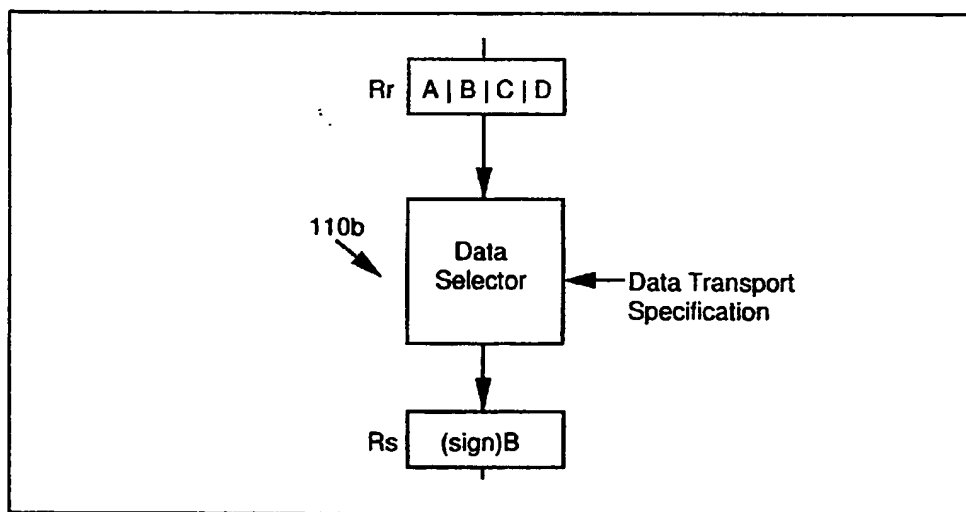 Rr A | B | C | D
110b
Data
Selector
Data Transport
Specification
Rs (sign)B